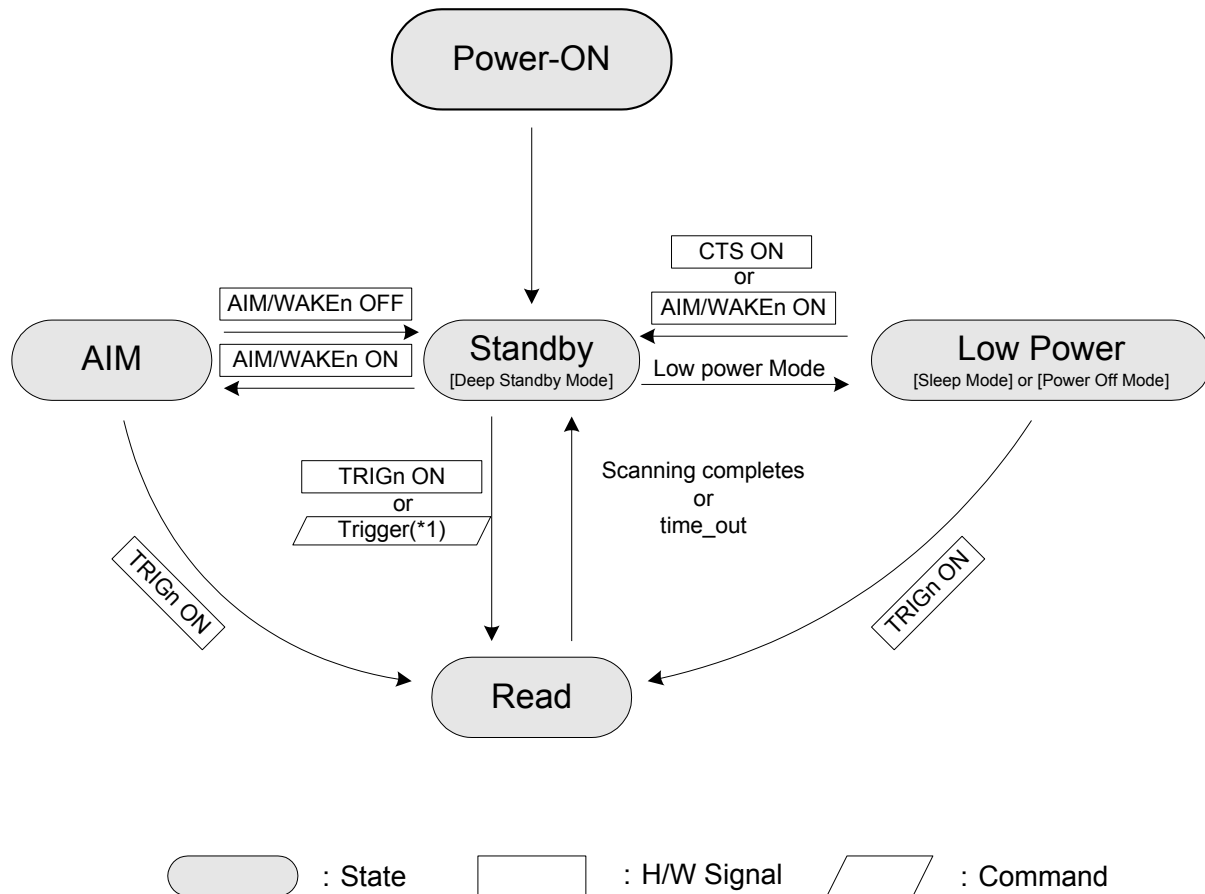 Power-ON
CTS ON
or
AIM/WAKEn ON
AIM/WAKEn OFF
AIM/WAKEn ON
AIM
Standby
[Deep Standby Mode]
Low power Mode
Low Power
[Sleep Mode] or [Power Off Mode]
TRIGn ON
or
Trigger(*1)
Scanning completes
or
time_out
TRIGn ON
TRIGn ON
Read
: State
: H/W Signal
: Command